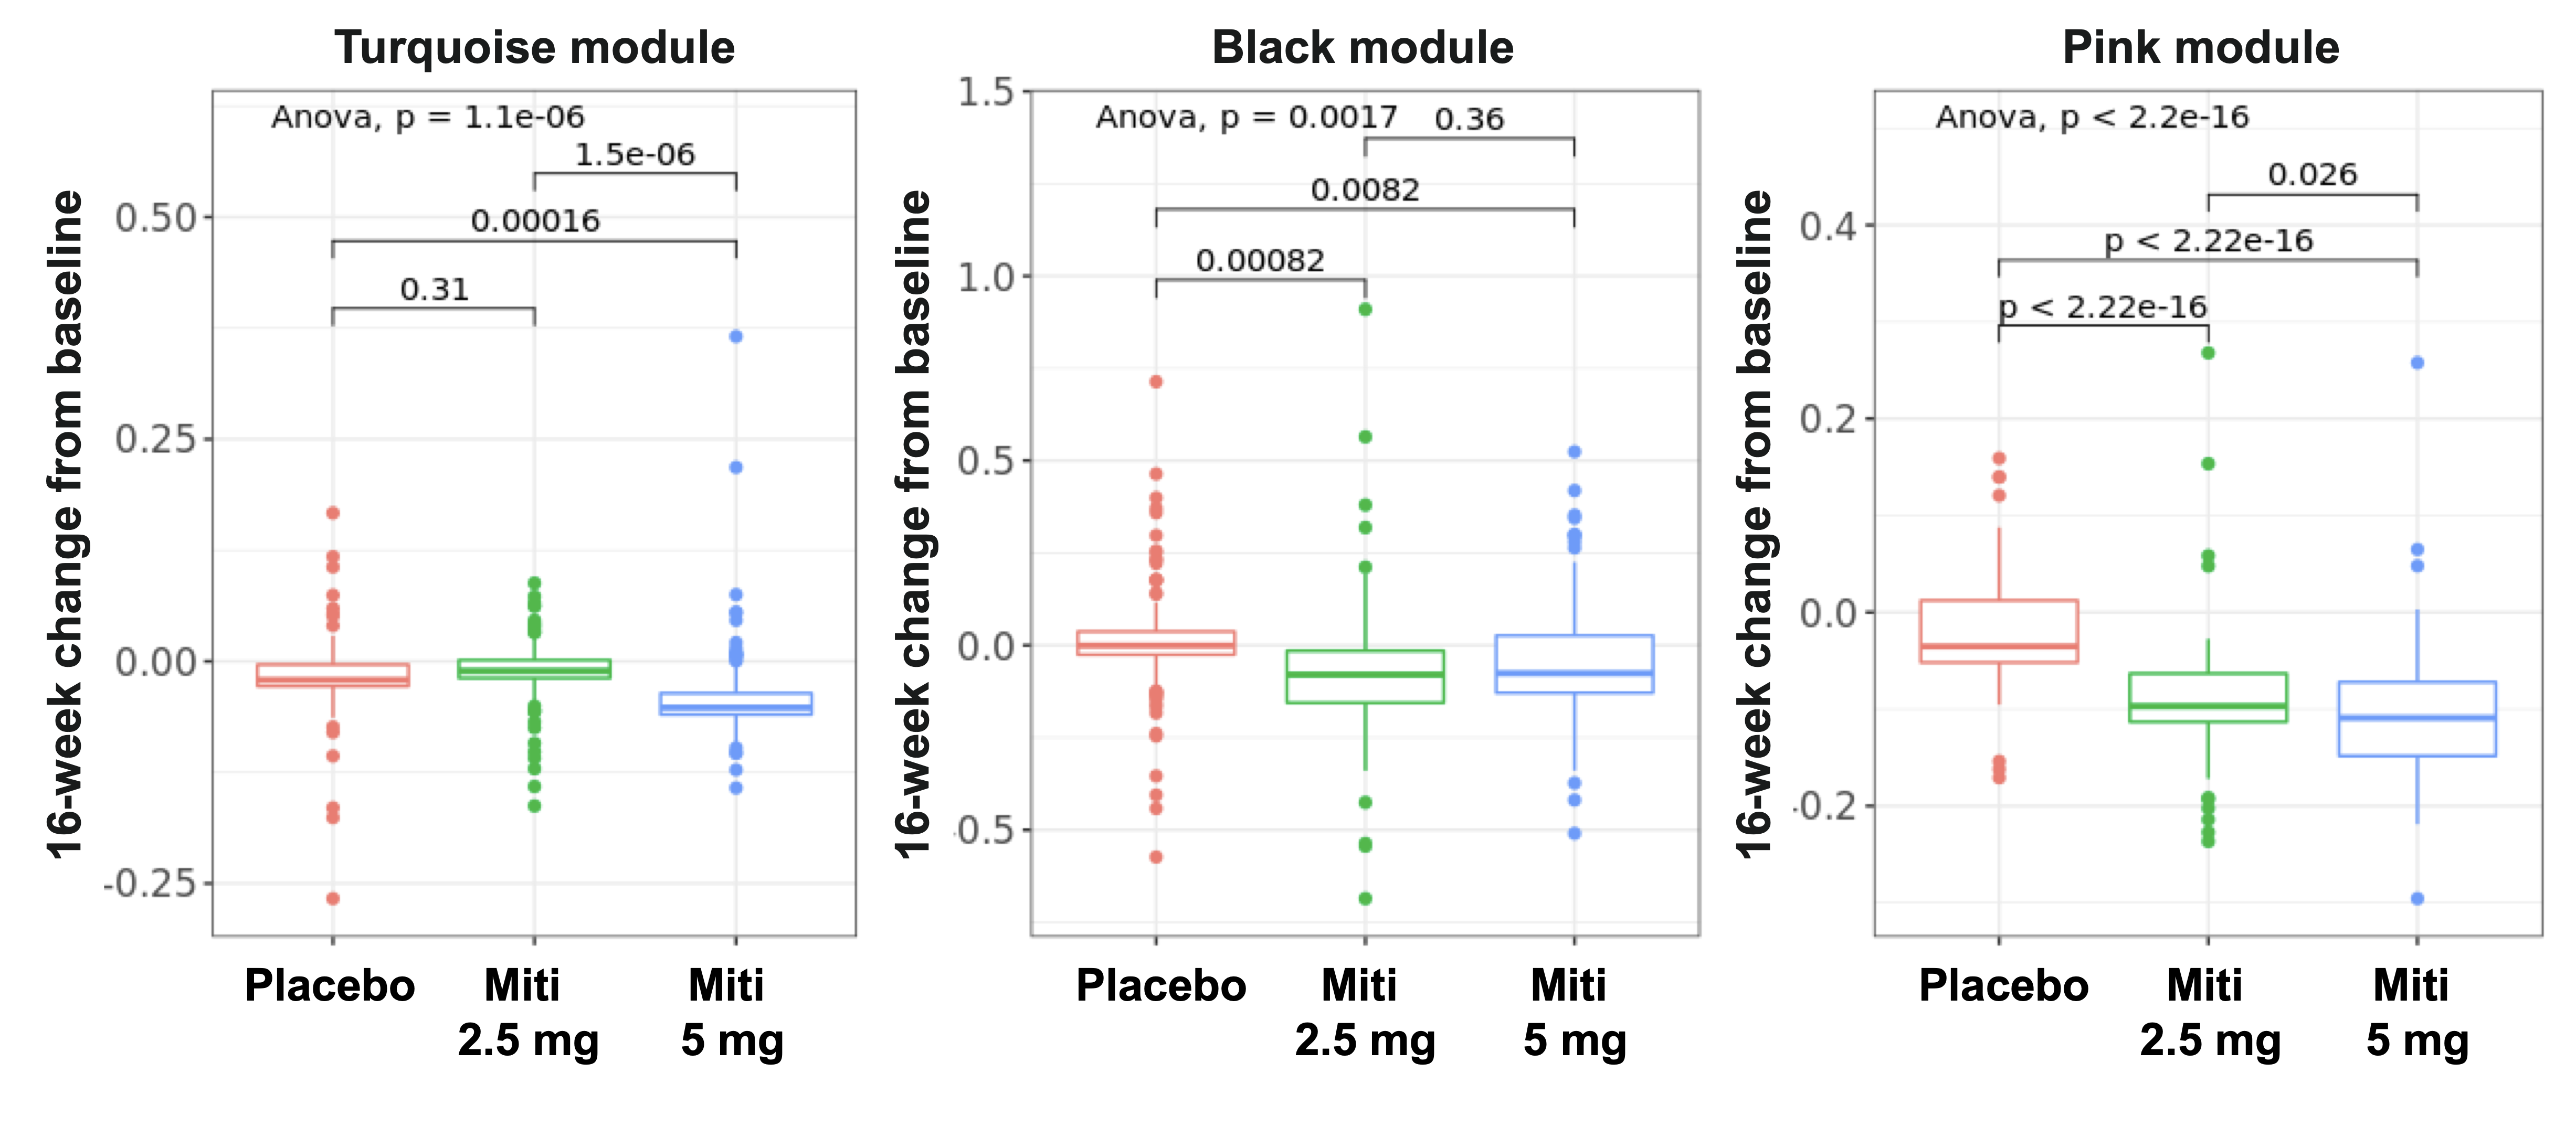 Turquoise module
16-week change from baseline
Anova, p = 1.1e-06
1.5e-06
0.00016
0.31
0.50
0.25
0.00
-0.25
Placebo
Miti
2.5 mg
Miti
5 mg
Black module
16-week change from baseline
Anova, p = 0.0017
0.36
0.0082
0.00082
1.5
1.0
0.5
0.0
0.5
Placebo
Miti
2.5 mg
Miti
5 mg
Pink module
16-week change from baseline
Anova, p < 2.2e-16
0.026
p < 2.22e-16
p < 2.22e-16
0.4
0.2
0.0
-0.2
Placebo
Miti
2.5 mg
Miti
5 mg